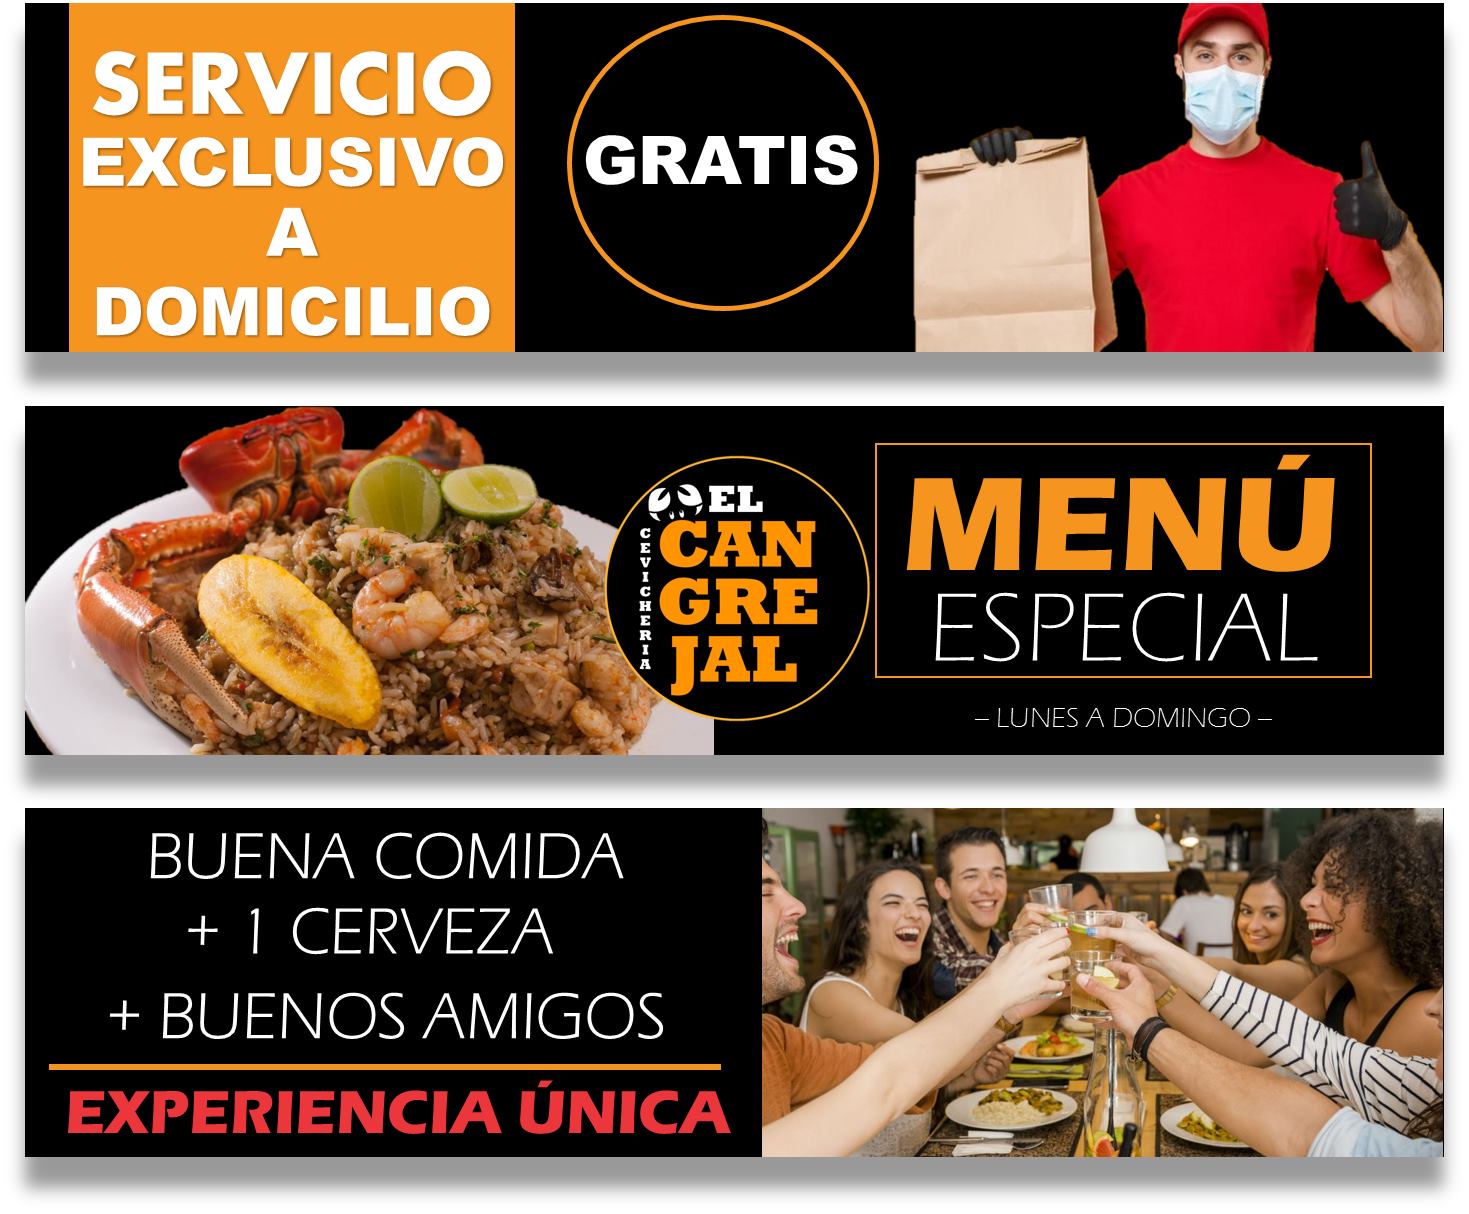 SERVICIO
EXCLUSIVO
A
DOMICILIO
GRATIS
EL
CAN
GRE
JAL
CEVICHERIA
MENÚ
ESPECIAL
– LUNES A DOMINGO –
BUENA COMIDA
+ 1 CERVEZA
+ BUENOS AMIGOS
EXPERIENCIA ÚNICA